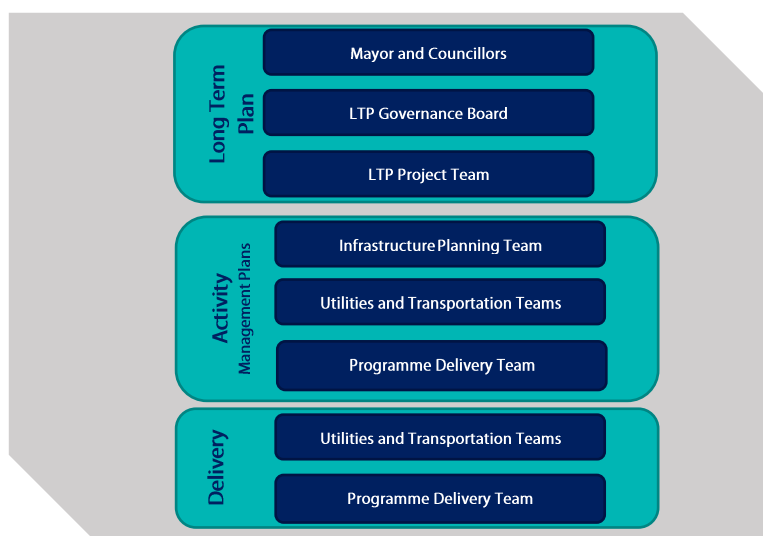 Long Term
Plan
Mayor and Councillors
LTP Governance Board
LTP Project Team
Activity
Management Plans
Infrastructure Planning Team
Utilities and Transportation Teams
Programme Delivery Team
Delivery
Utilities and Transportation Teams
Programme Delivery Team